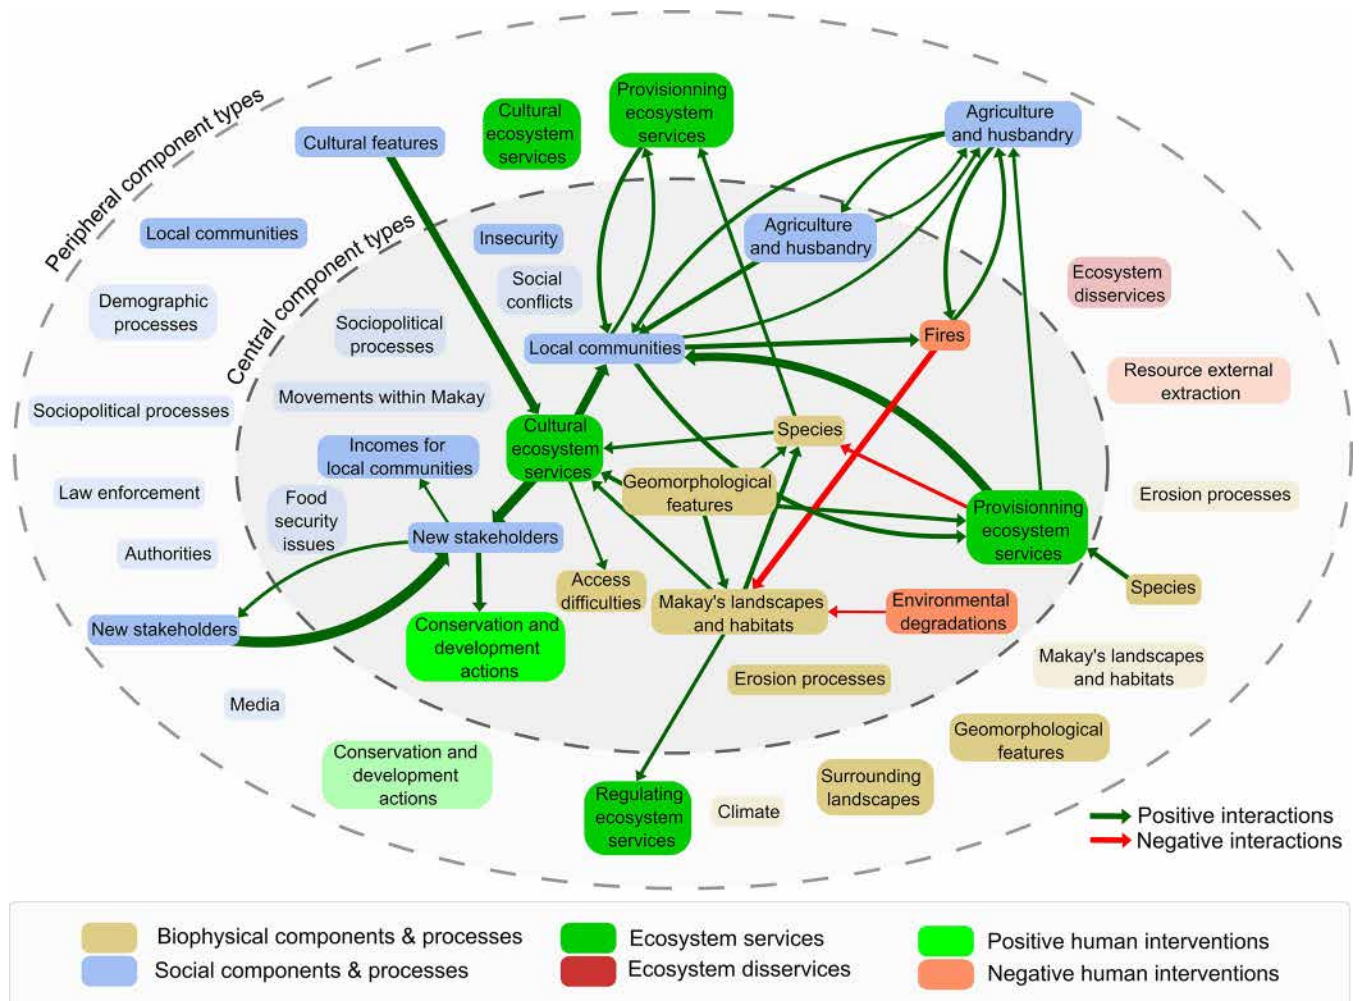 Peripheral component types
Central component types
Cultural features
Cultural
ecosystem
services
Provisionning
ecosystem
services
Agriculture
and husbandry
Local communities
Insecurity
Agriculture
and husbandry
Social
conflicts
Ecosystem
disservices
Demographic
processes
Sociopolitical
processes
Local communities
Fires
Resource external
extraction
Sociopolitical processes
Movements within Makay
Cultural
ecosystem
services
Species
Incomes for
local communities
Geomorphological
features
Law enforcement
Food
security
issues
Provisionning
ecosystem
services
Erosion processes
New stakeholders
Authorities
Access
difficulties
Species
New stakeholders
Conservation and
development
actions
Makay's landscapes
and habitats
Environmental
degradations
Makay's landscapes
and habitats
Erosion processes
Media
Geomorphological
features
Conservation and
development
actions
Regulating
ecosystem
services
Climate
Surrounding
landscapes
Positive interactions
Negative interactions
Biophysical components & processes
Social components & processes
Ecosystem services
Ecosystem disservices
Positive human interventions
Negative human interventions